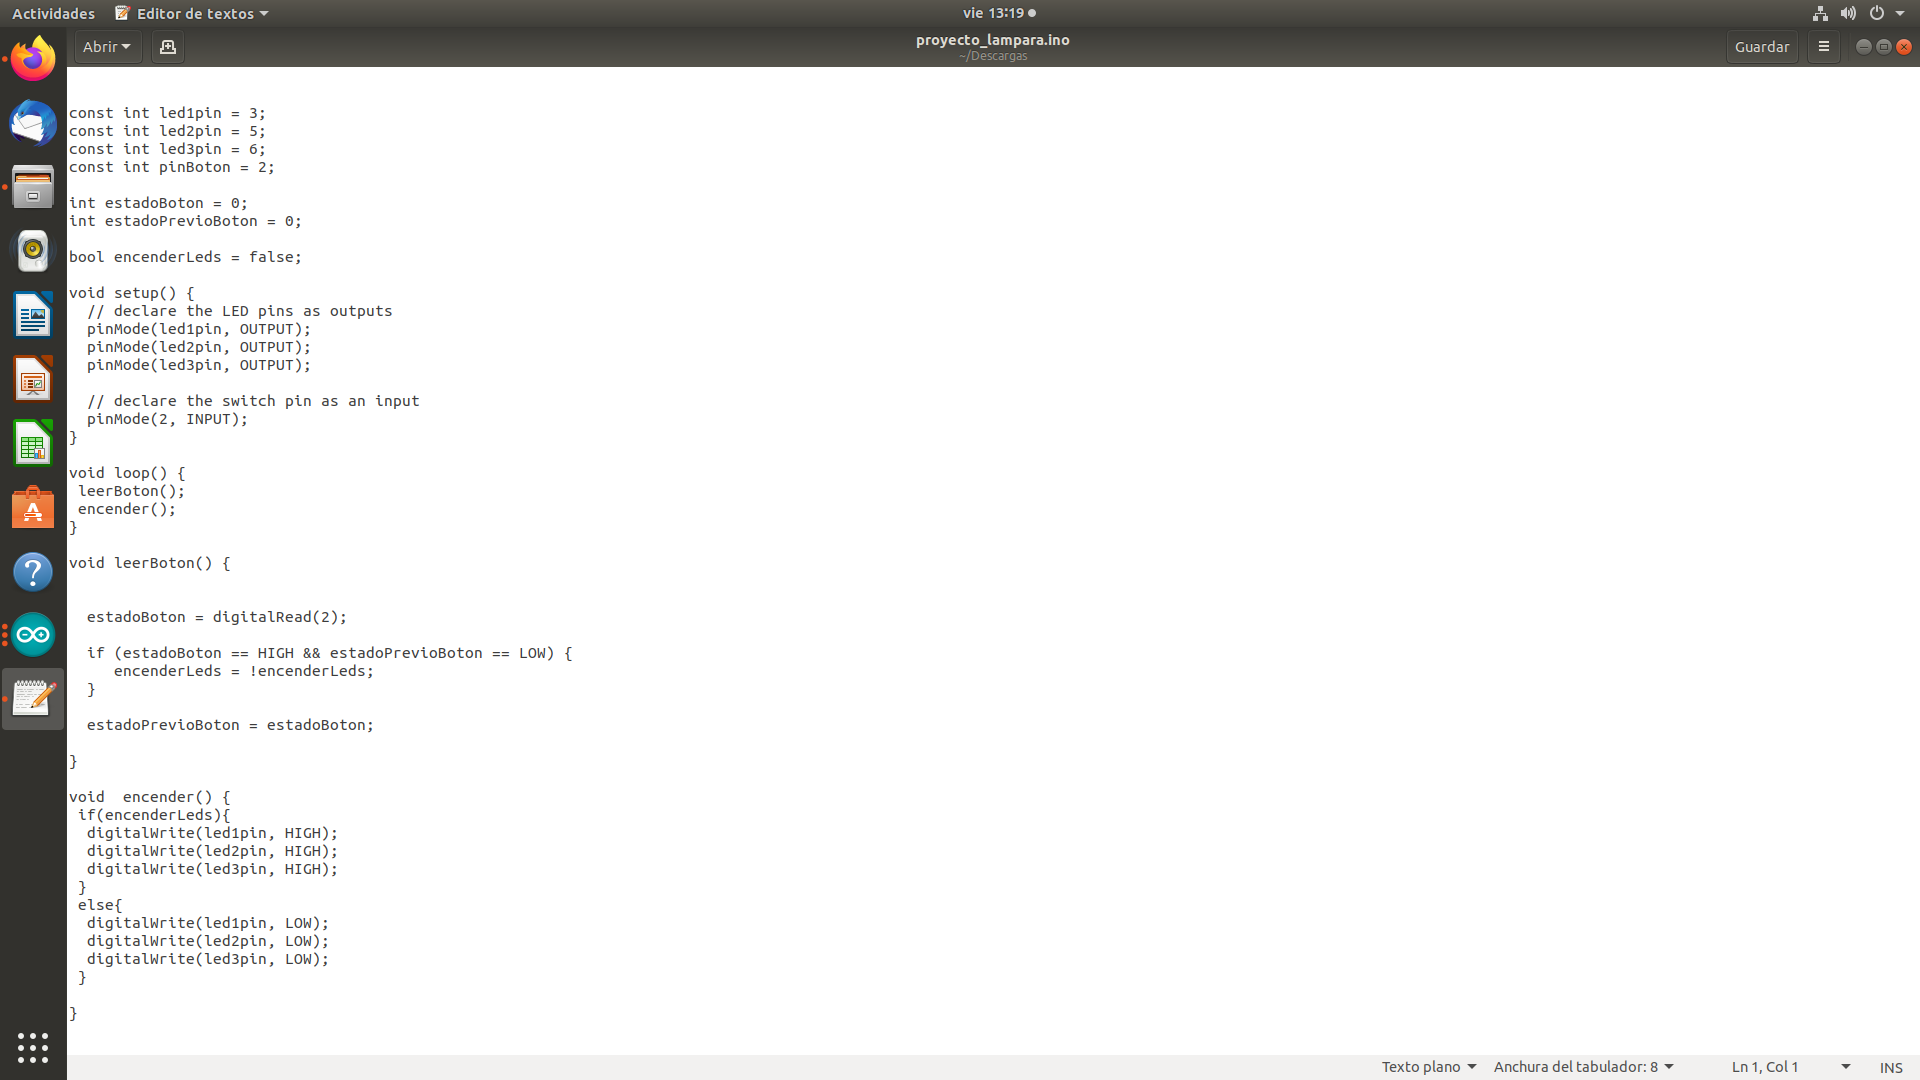 Actividades Editor de textos vie 13:19
Abrir proyecto_lampara.ino Guardar
~/Descargas
const int led1pin = 3;
const int led2pin = 5;
const int led3pin = 6;
const int pinBoton = 2;
int estadoBoton = 0;
int estadoPrevioBoton = 0;
bool encenderLeds = false;
void setup() {
  // declare the LED pins as outputs
  pinMode(led1pin, OUTPUT);
  pinMode(led2pin, OUTPUT);
  pinMode(led3pin, OUTPUT);
  // declare the switch pin as an input
  pinMode(2, INPUT);
}
void loop() {
 leerBoton();
 encender();
}
void leerBoton() {
  estadoBoton = digitalRead(2);
  if (estadoBoton == HIGH && estadoPrevioBoton == LOW) {
     encenderLeds = !encenderLeds;
  }
  estadoPrevioBoton = estadoBoton;
}
void  encender() {
 if(encenderLeds){
  digitalWrite(led1pin, HIGH);
  digitalWrite(led2pin, HIGH);
  digitalWrite(led3pin, HIGH);
 }
 else{
  digitalWrite(led1pin, LOW);
  digitalWrite(led2pin, LOW);
  digitalWrite(led3pin, LOW);
 }
}
Texto plano Anchura del tabulador: 8 Ln 1, Col 1 INS